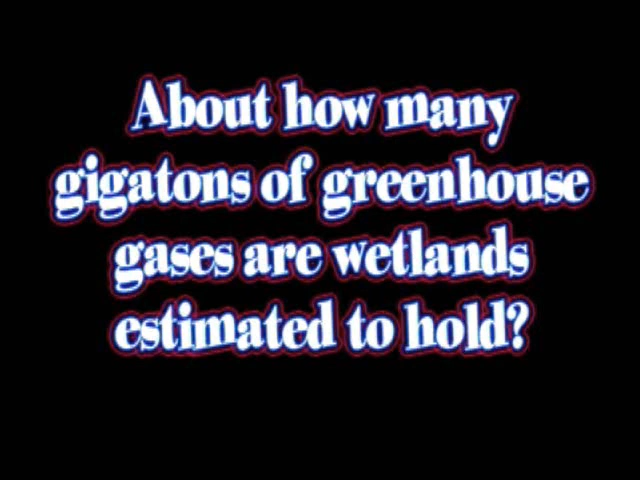 About how many
gigatons of greenhouse
gases are wetlands
estimated to hold?